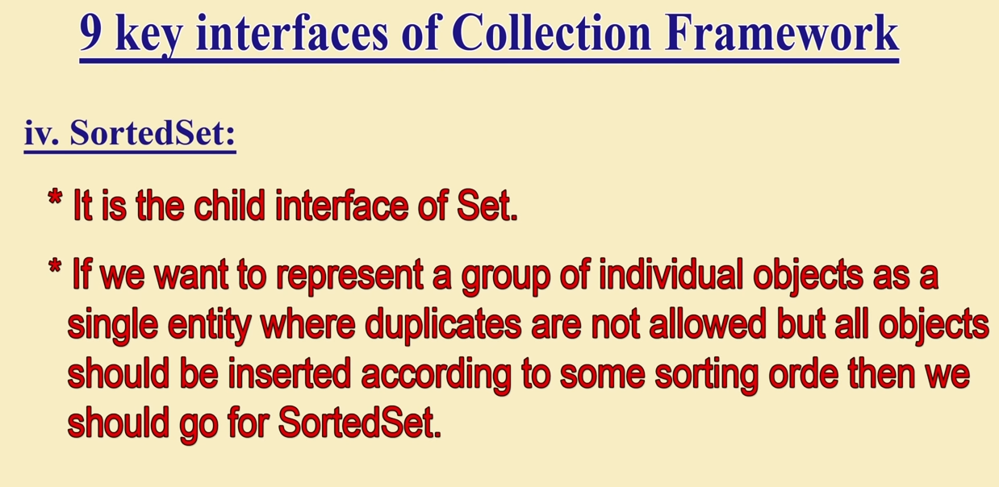 9 key interfaces of Collection Framework
iv. SortedSet:
* It is the child interface of Set.
* If we want to represent a group of individual objects as a
single entity where duplicates are not allowed but all objects
should be inserted according to some sorting orde then we
should go for SortedSet.